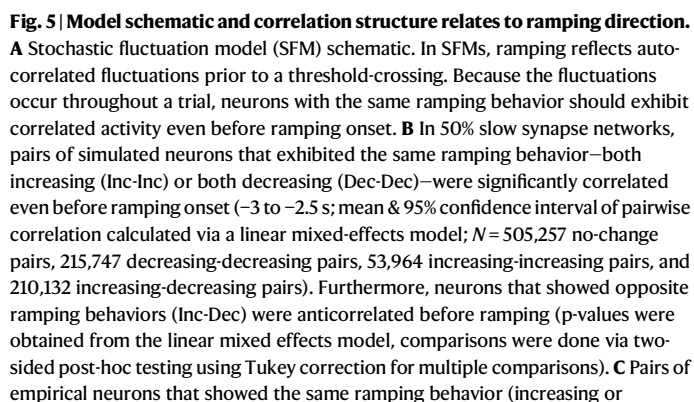 Fig. 5 | Model schematic and correlation structure relates to ramping direction.
A Stochastic fluctuation model (SFM) schematic. In SFMs, ramping reflects auto-
correlated fluctuations prior to a threshold-crossing. Because the fluctuations
occur throughout a trial, neurons with the same ramping behavior should exhibit
correlated activity even before ramping onset. B In 50% slow synapse networks,
pairs of simulated neurons that exhibited the same ramping behavior—both
increasing (Inc-Inc) or both decreasing (Dec-Dec)—were significantly correlated
even before ramping onset (−3 to −2.5 s; mean & 95% confidence interval of pairwise
correlation calculated via a linear mixed-effects model; N = 505,257 no-change
pairs, 215,747 decreasing-decreasing pairs, 53,964 increasing-increasing pairs, and
210,132 increasing-decreasing pairs). Furthermore, neurons that showed opposite
ramping behaviors (Inc-Dec) were anticorrelated before ramping (p-values were
obtained from the linear mixed effects model, comparisons were done via two-
sided post-hoc testing using Tukey correction for multiple comparisons). C Pairs of
empirical neurons that showed the same ramping behavior (increasing or